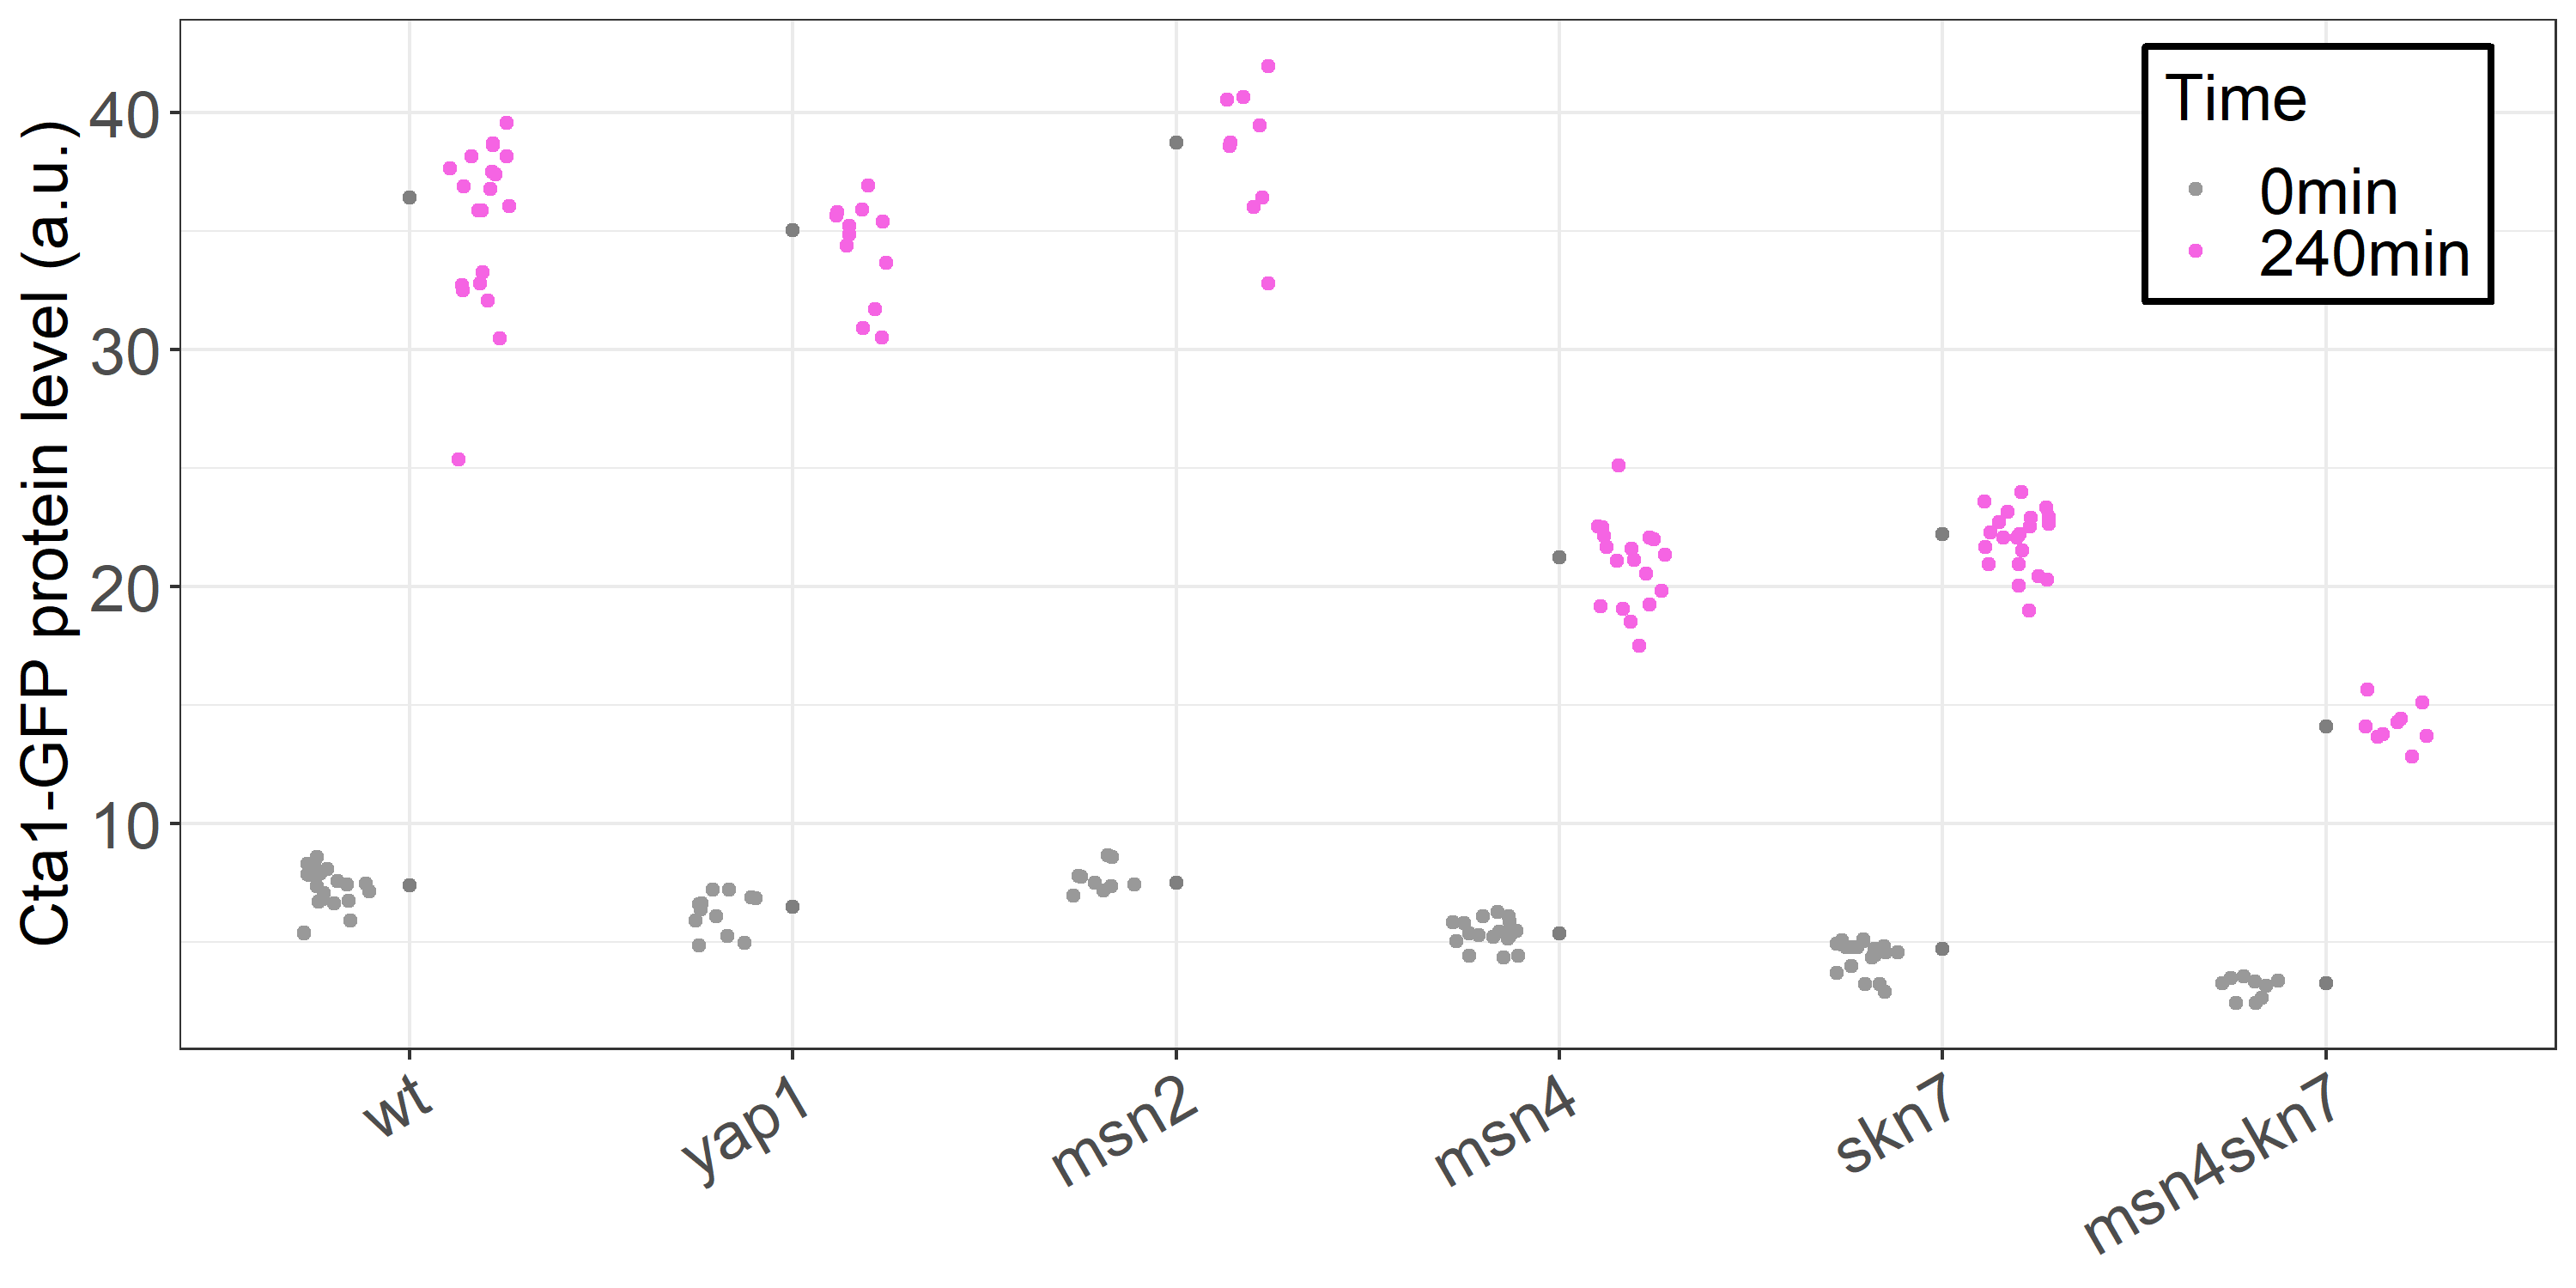 Cta1-GFP protein level (a.u.)
40
30
20
10
Time
0min
240min
wt
yap1
msn2
msn4
skn7
msn4skn7